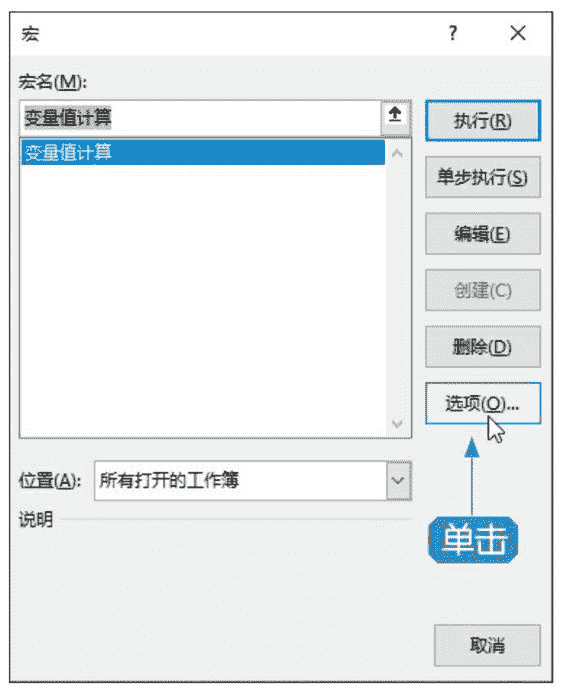 宏
?
宏名(M):
变量值计算
变量值计算
执行(R)
单步执行(S)
编辑(E)
创建(C)
删除(D)
选项(O)...
位置(A):
所有打开的工作簿
说明
单击
取消